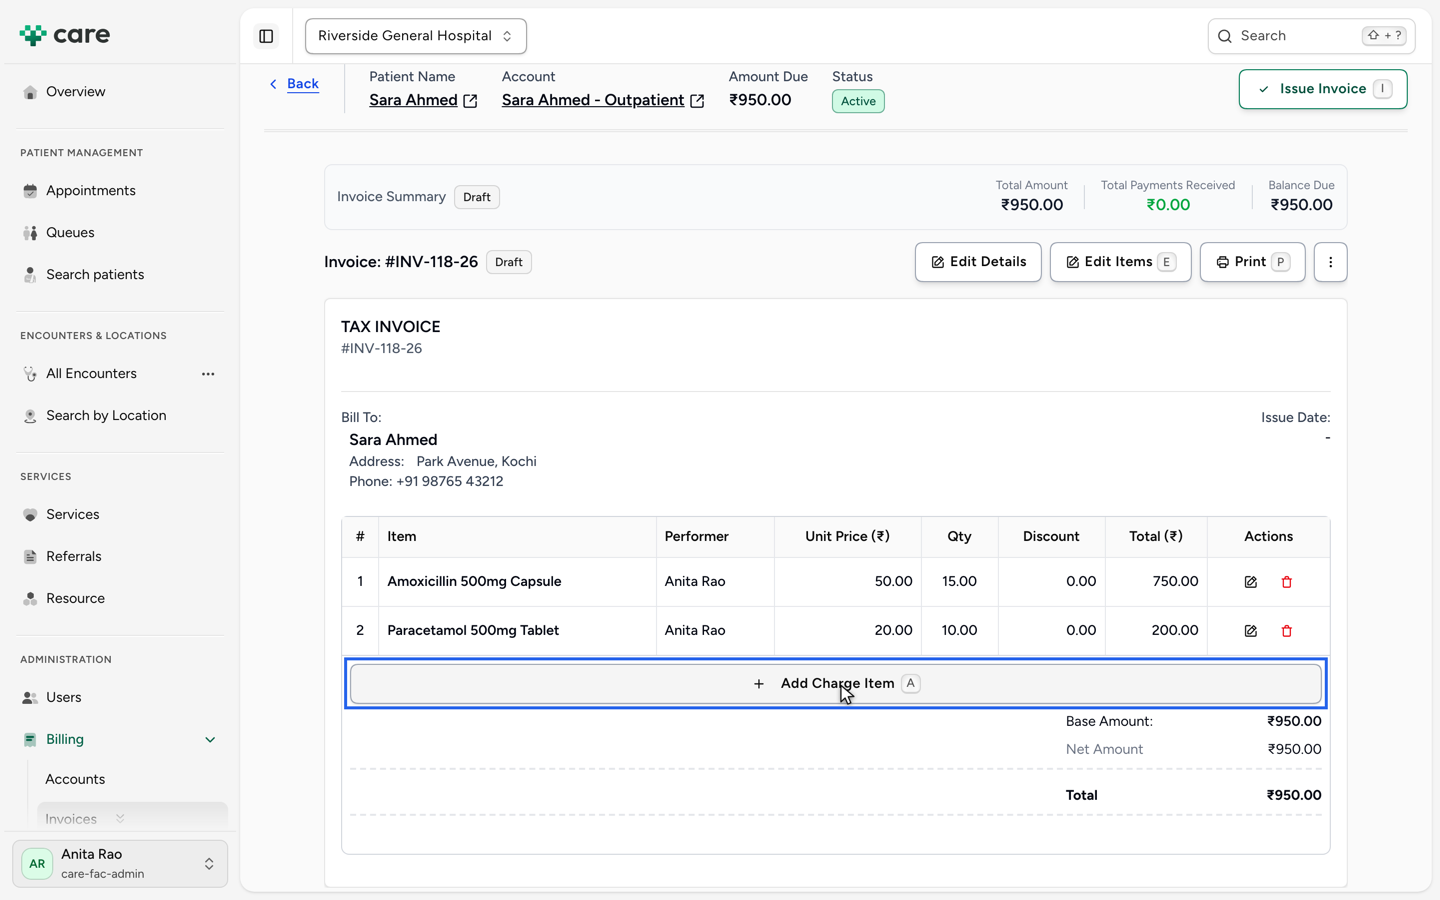 care
Riverside General Hospital
Search
+ ?
Overview
PATIENT MANAGEMENT
Appointments
Queues
Search patients
ENCOUNTERS & LOCATIONS
All Encounters
Search by Location
SERVICES
Services
Referrals
Resource
ADMINISTRATION
Users
Billing
Accounts
Invoices
AR
Anita Rao
care-fac-admin
Back
Patient Name
Sara Ahmed
Account
Sara Ahmed - Outpatient
Amount Due
₹950.00
Status
Active
Issue Invoice I
Invoice Summary Draft
Total Amount
₹950.00
Total Payments Received
₹0.00
Balance Due
₹950.00
Invoice: #INV-118-26 Draft
Edit Details
Edit Items E
Print P
TAX INVOICE
#INV-118-26
Bill To:
Sara Ahmed
Address: Park Avenue, Kochi
Phone: +91 98765 43212
Issue Date:
-
# Item Performer Unit Price (₹) Qty Discount Total (₹) Actions
1 Amoxicillin 500mg Capsule Anita Rao 50.00 15.00 0.00 750.00
2 Paracetamol 500mg Tablet Anita Rao 20.00 10.00 0.00 200.00
+ Add Charge Item A
Base Amount: ₹950.00
Net Amount ₹950.00
Total ₹950.00